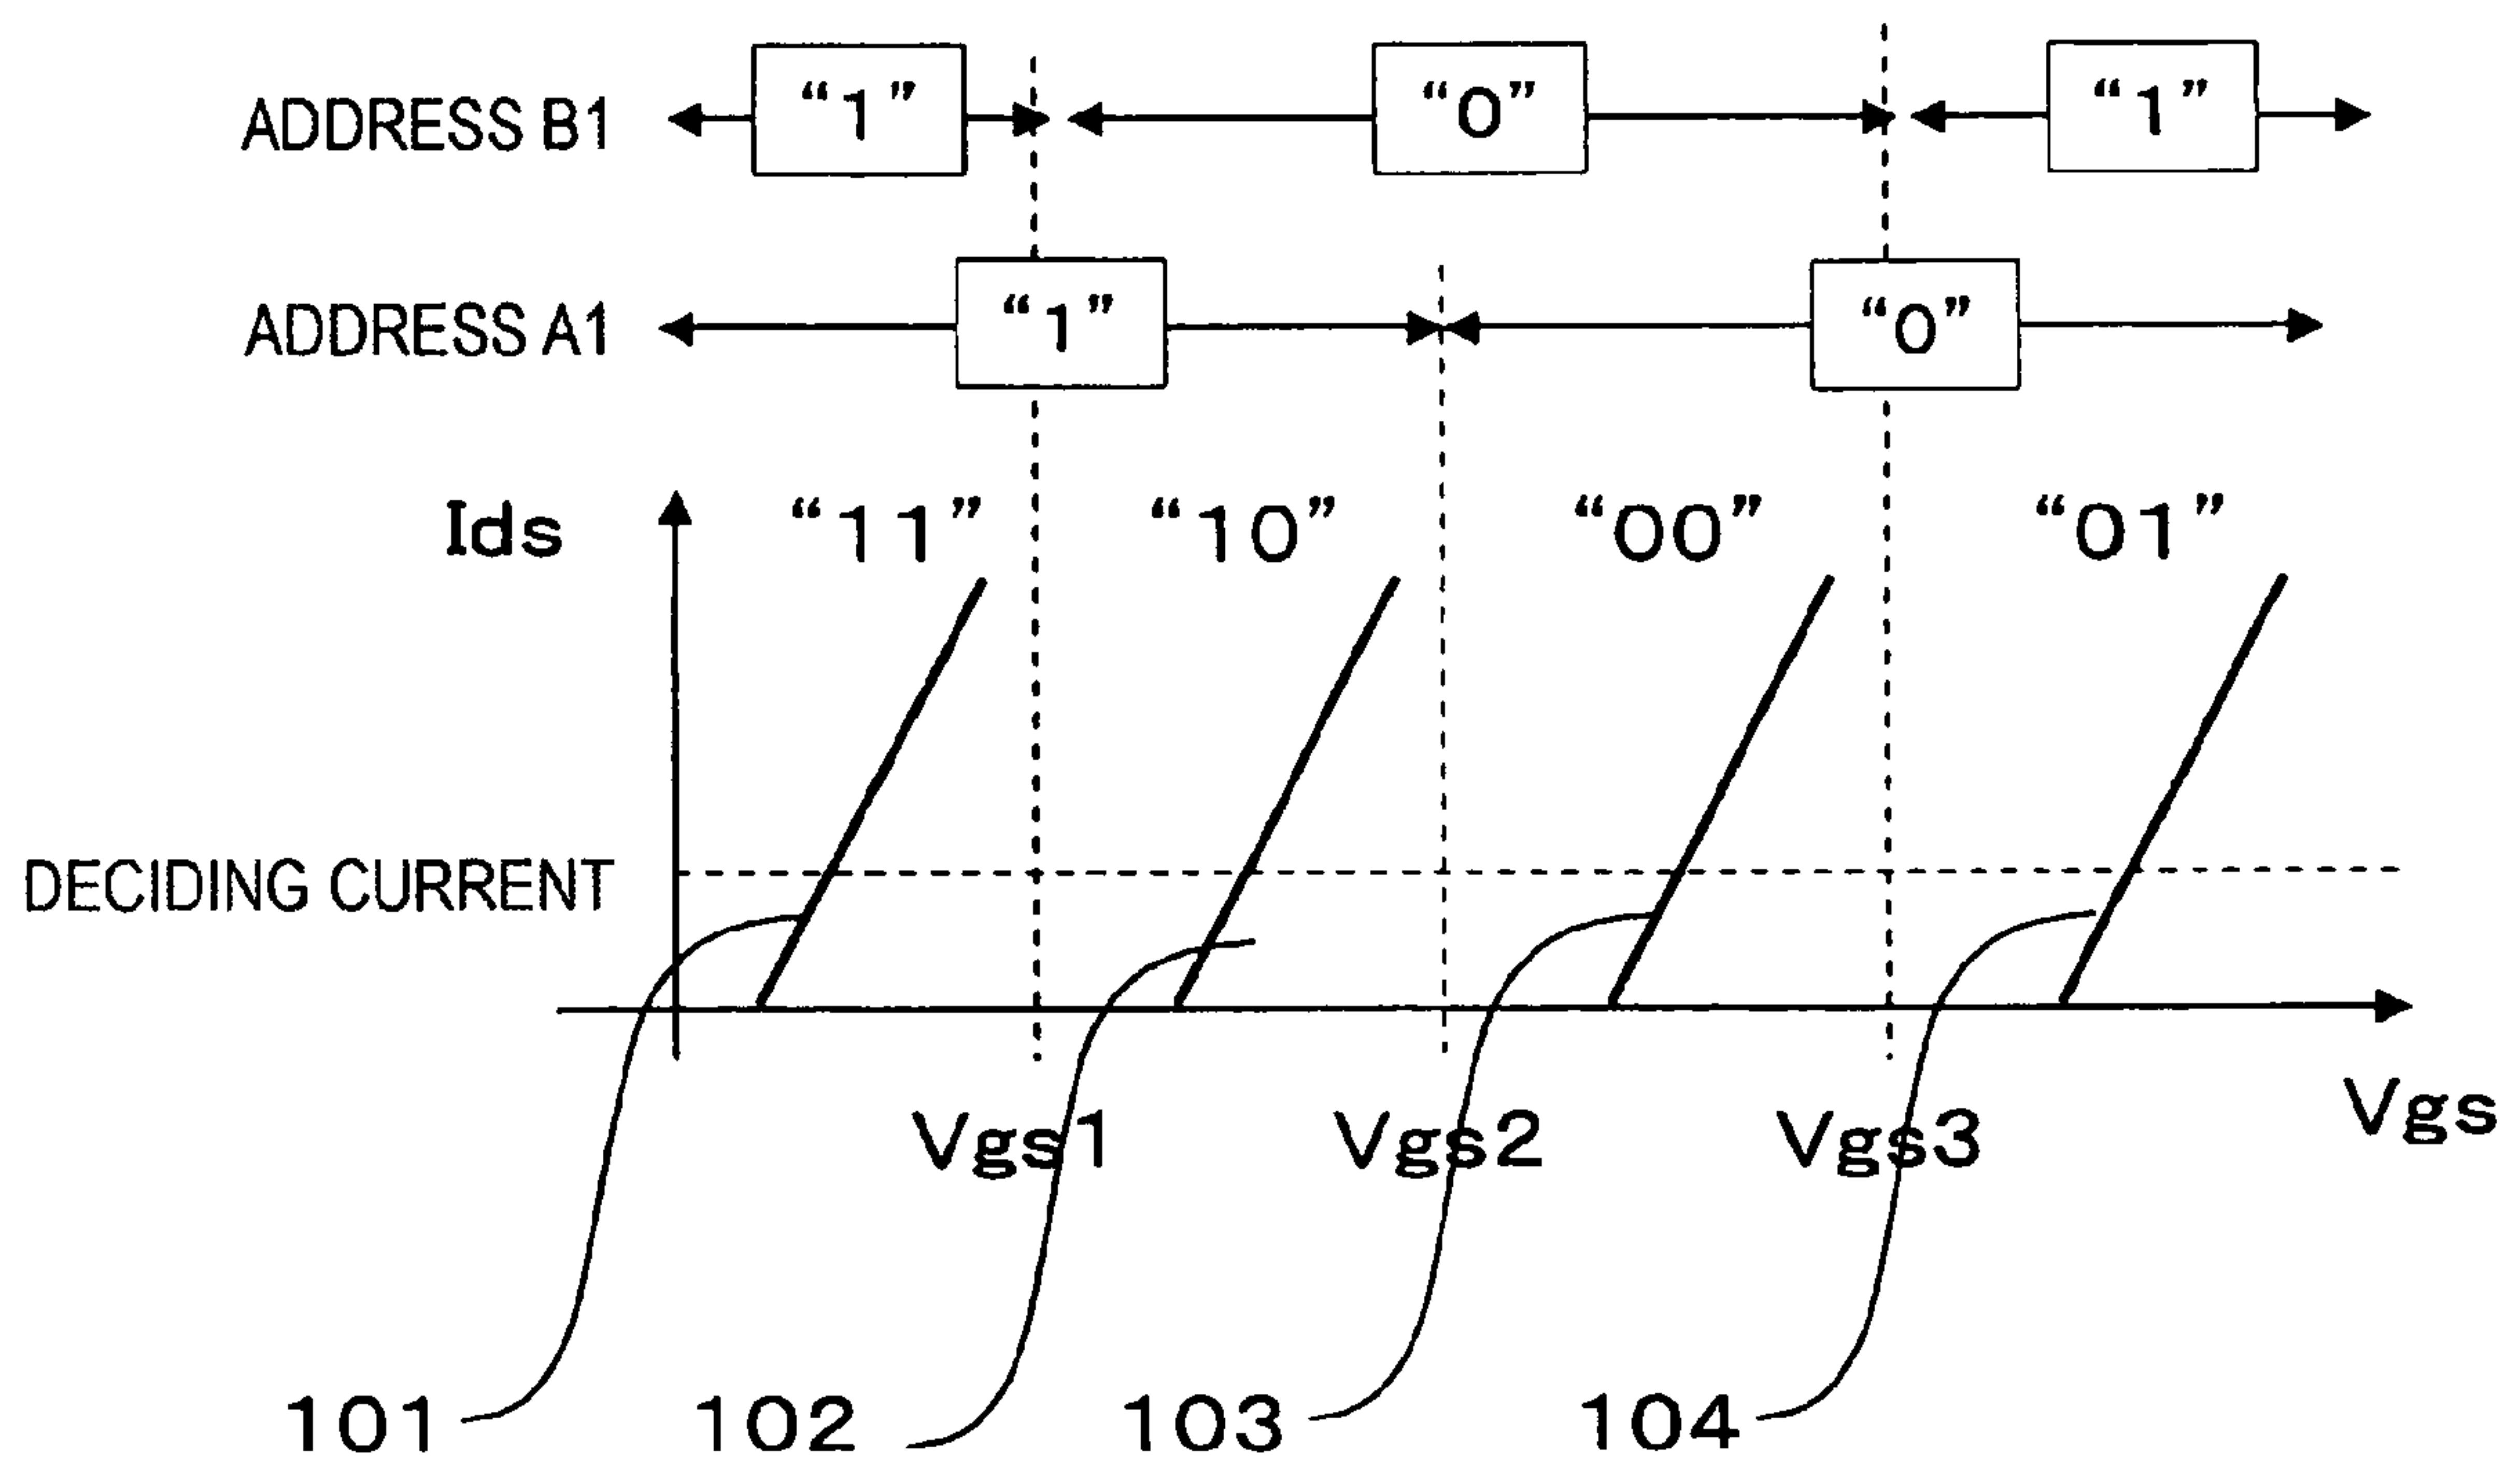 ADDRESS B1 “1” “0” “1”
ADDRESS A1 “1” “0”
Ids “11” “10” “00” “01”
DECIDING CURRENT
Vgs1 Vgs2 Vgs3 Vgs
101 102 103 104